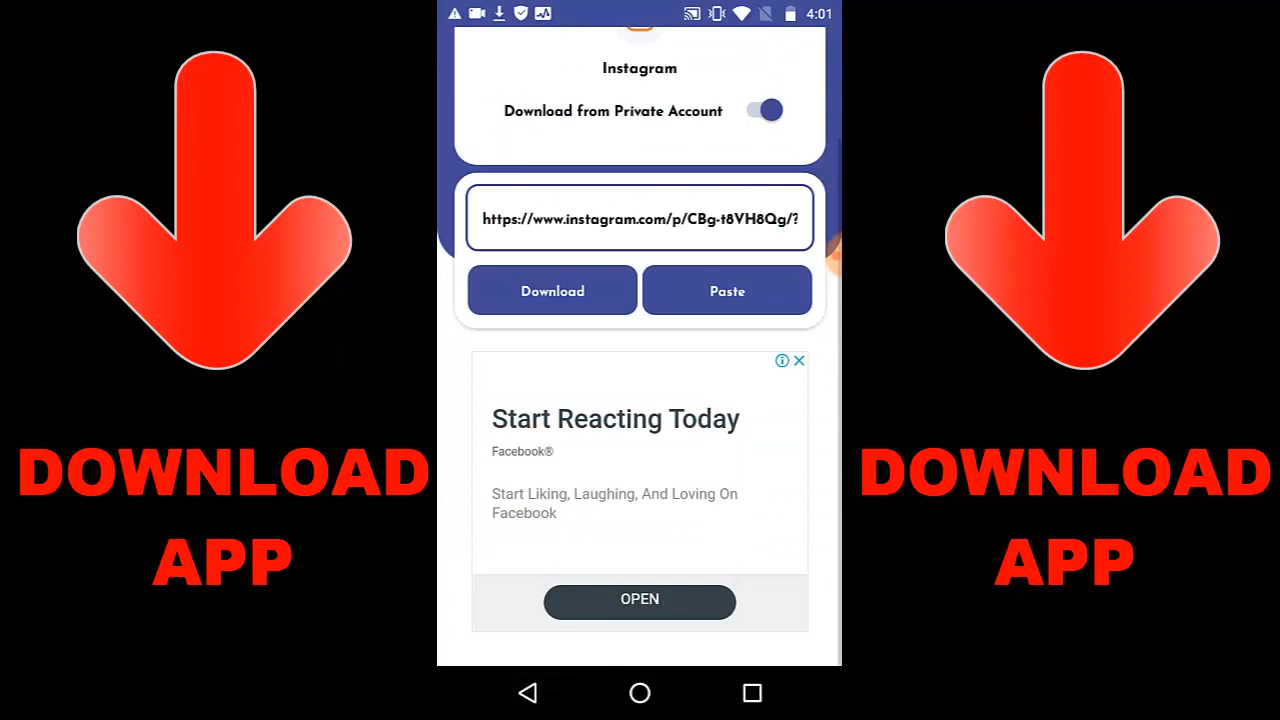 4:01
Instagram
Download from Private Account
https://www.instagram.com/p/CBg-t8VH8Qg/?
Download Paste
Start Reacting Today
Facebook®
Start Liking, Laughing, And Loving On
Facebook
OPEN
DOWNLOAD
APP
DOWNLOAD
APP